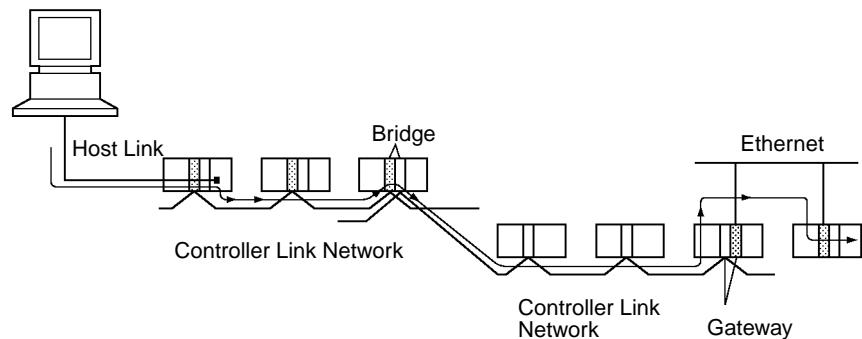 Host Link
Bridge
Ethernet
Controller Link Network
Controller Link
Network
Gateway